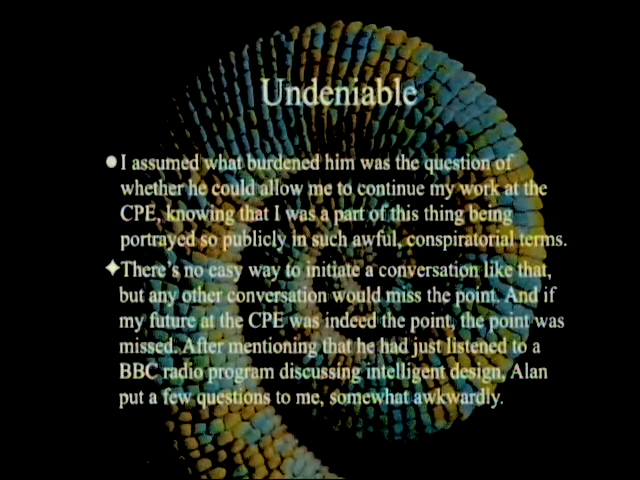 Undeniable
I assumed what burdened him was the question of
whether he could allow me to continue my work at the
CPE, knowing that I was a part of this thing being
portrayed so publicly in such awful, conspiratorial terms.
There's no easy way to initiate a conversation like that,
but any other conversation would miss the point. And if
my future at the CPE was indeed the point, the point was
missed. After mentioning that he had just listened to a
BBC radio program discussing intelligent design, Alan
put a few questions to me, somewhat awkwardly.